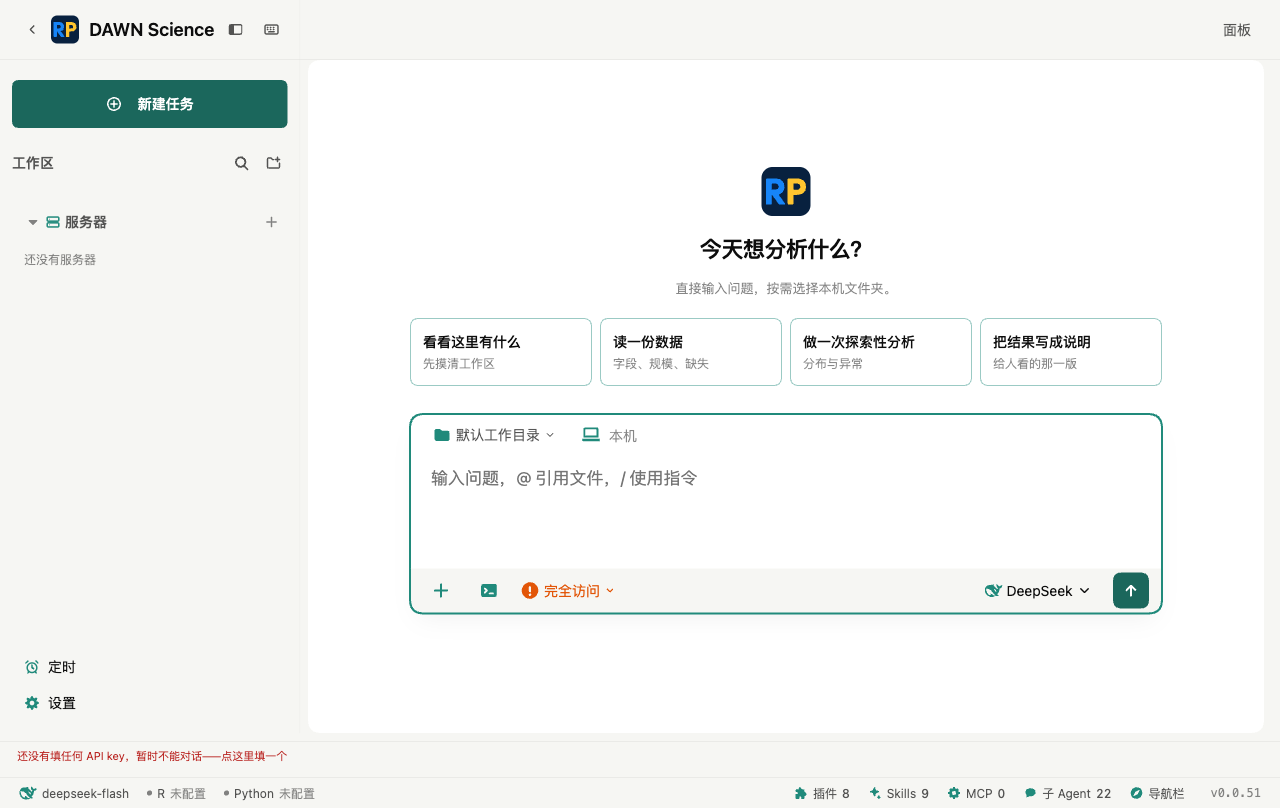 RP DAWN Science
面板
新建任务
工作区
服务器
还没有服务器
RP
今天想分析什么?
直接输入问题，按需选择本机文件夹。
看看这里有什么
先摸清工作区
读一份数据
字段、规模、缺失
做一次探索性分析
分布与异常
把结果写成说明
给人看的那一版
默认工作目录 本机
输入问题，@ 引用文件，/ 使用指令
完全访问 DeepSeek
定时
设置
还没有填任何 API key，暂时不能对话——点这里填一个
deepseek-flash R 未配置 Python 未配置 插件 8 Skills 9 MCP 0 子 Agent 22 导航栏 v0.0.51